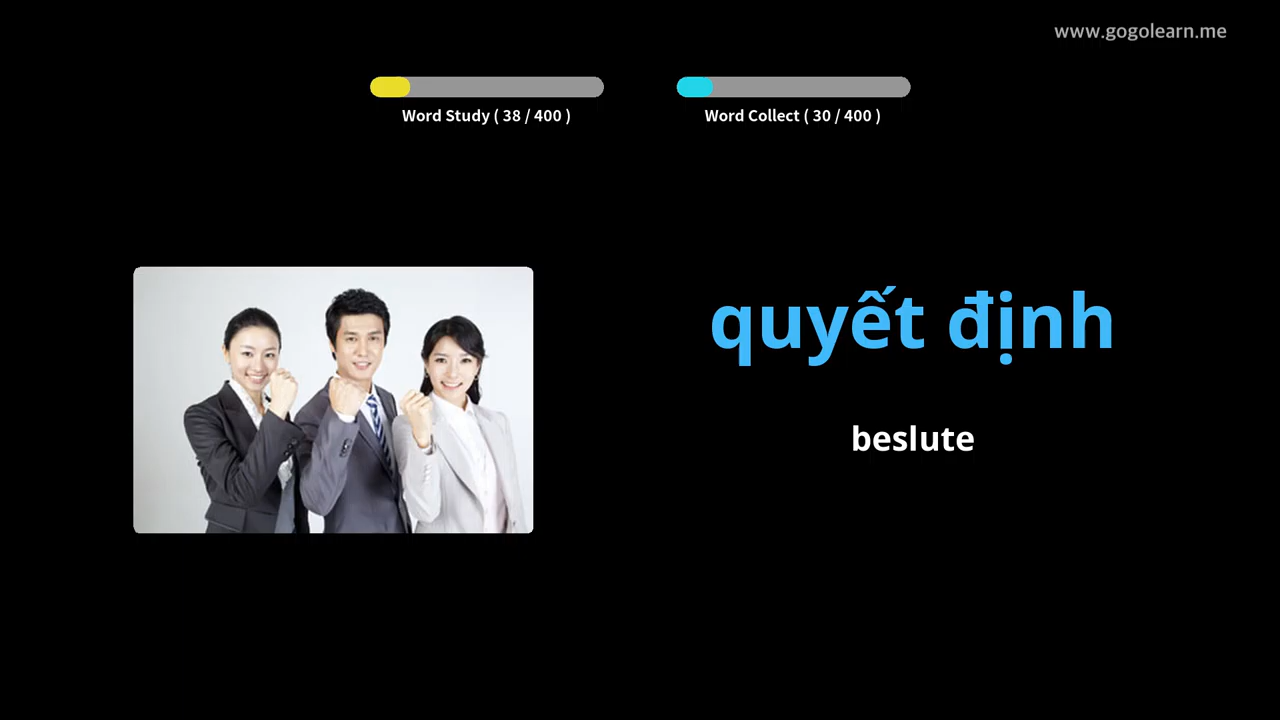 www.gogolearn.me
Word Study ( 38 / 400 )
Word Collect ( 30 / 400 )
quyết định
beslute